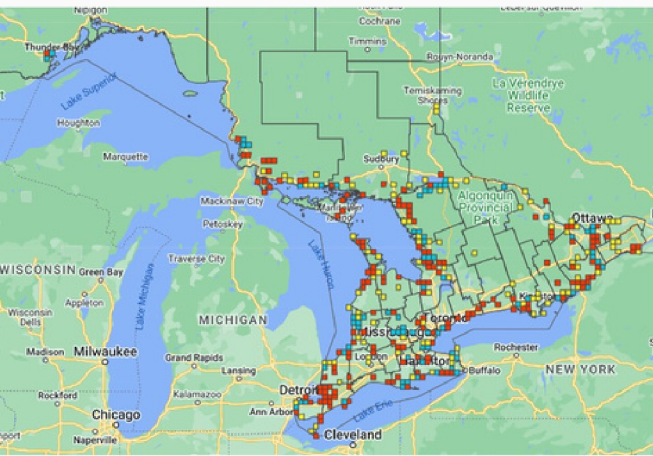 Nipigon
Cochrane
Thunder Bay
Timmins
Rouyn-Noranda
Lake Superior
Temiskaming
Shores
La Vérendrye
Wildlife
Reserve
Houghton
Marquette
Sudbury
Mackinaw City
Algonquin
Provincial
Park
Ottawa
Petoskey
Lake Huron
Traverse City
WISCONSIN
Green Bay
Lake Michigan
Appleton
Wisconsin
Dells
MICHIGAN
Toronto
Madison
Milwaukee
Grand Rapids
London
Hamilton
Rochester
Lansing
Buffalo
NEW YORK
Rockford
Kalamazoo
Detroit
Ann Arbor
Lake Erie
Chicago
Naperville
Cleveland